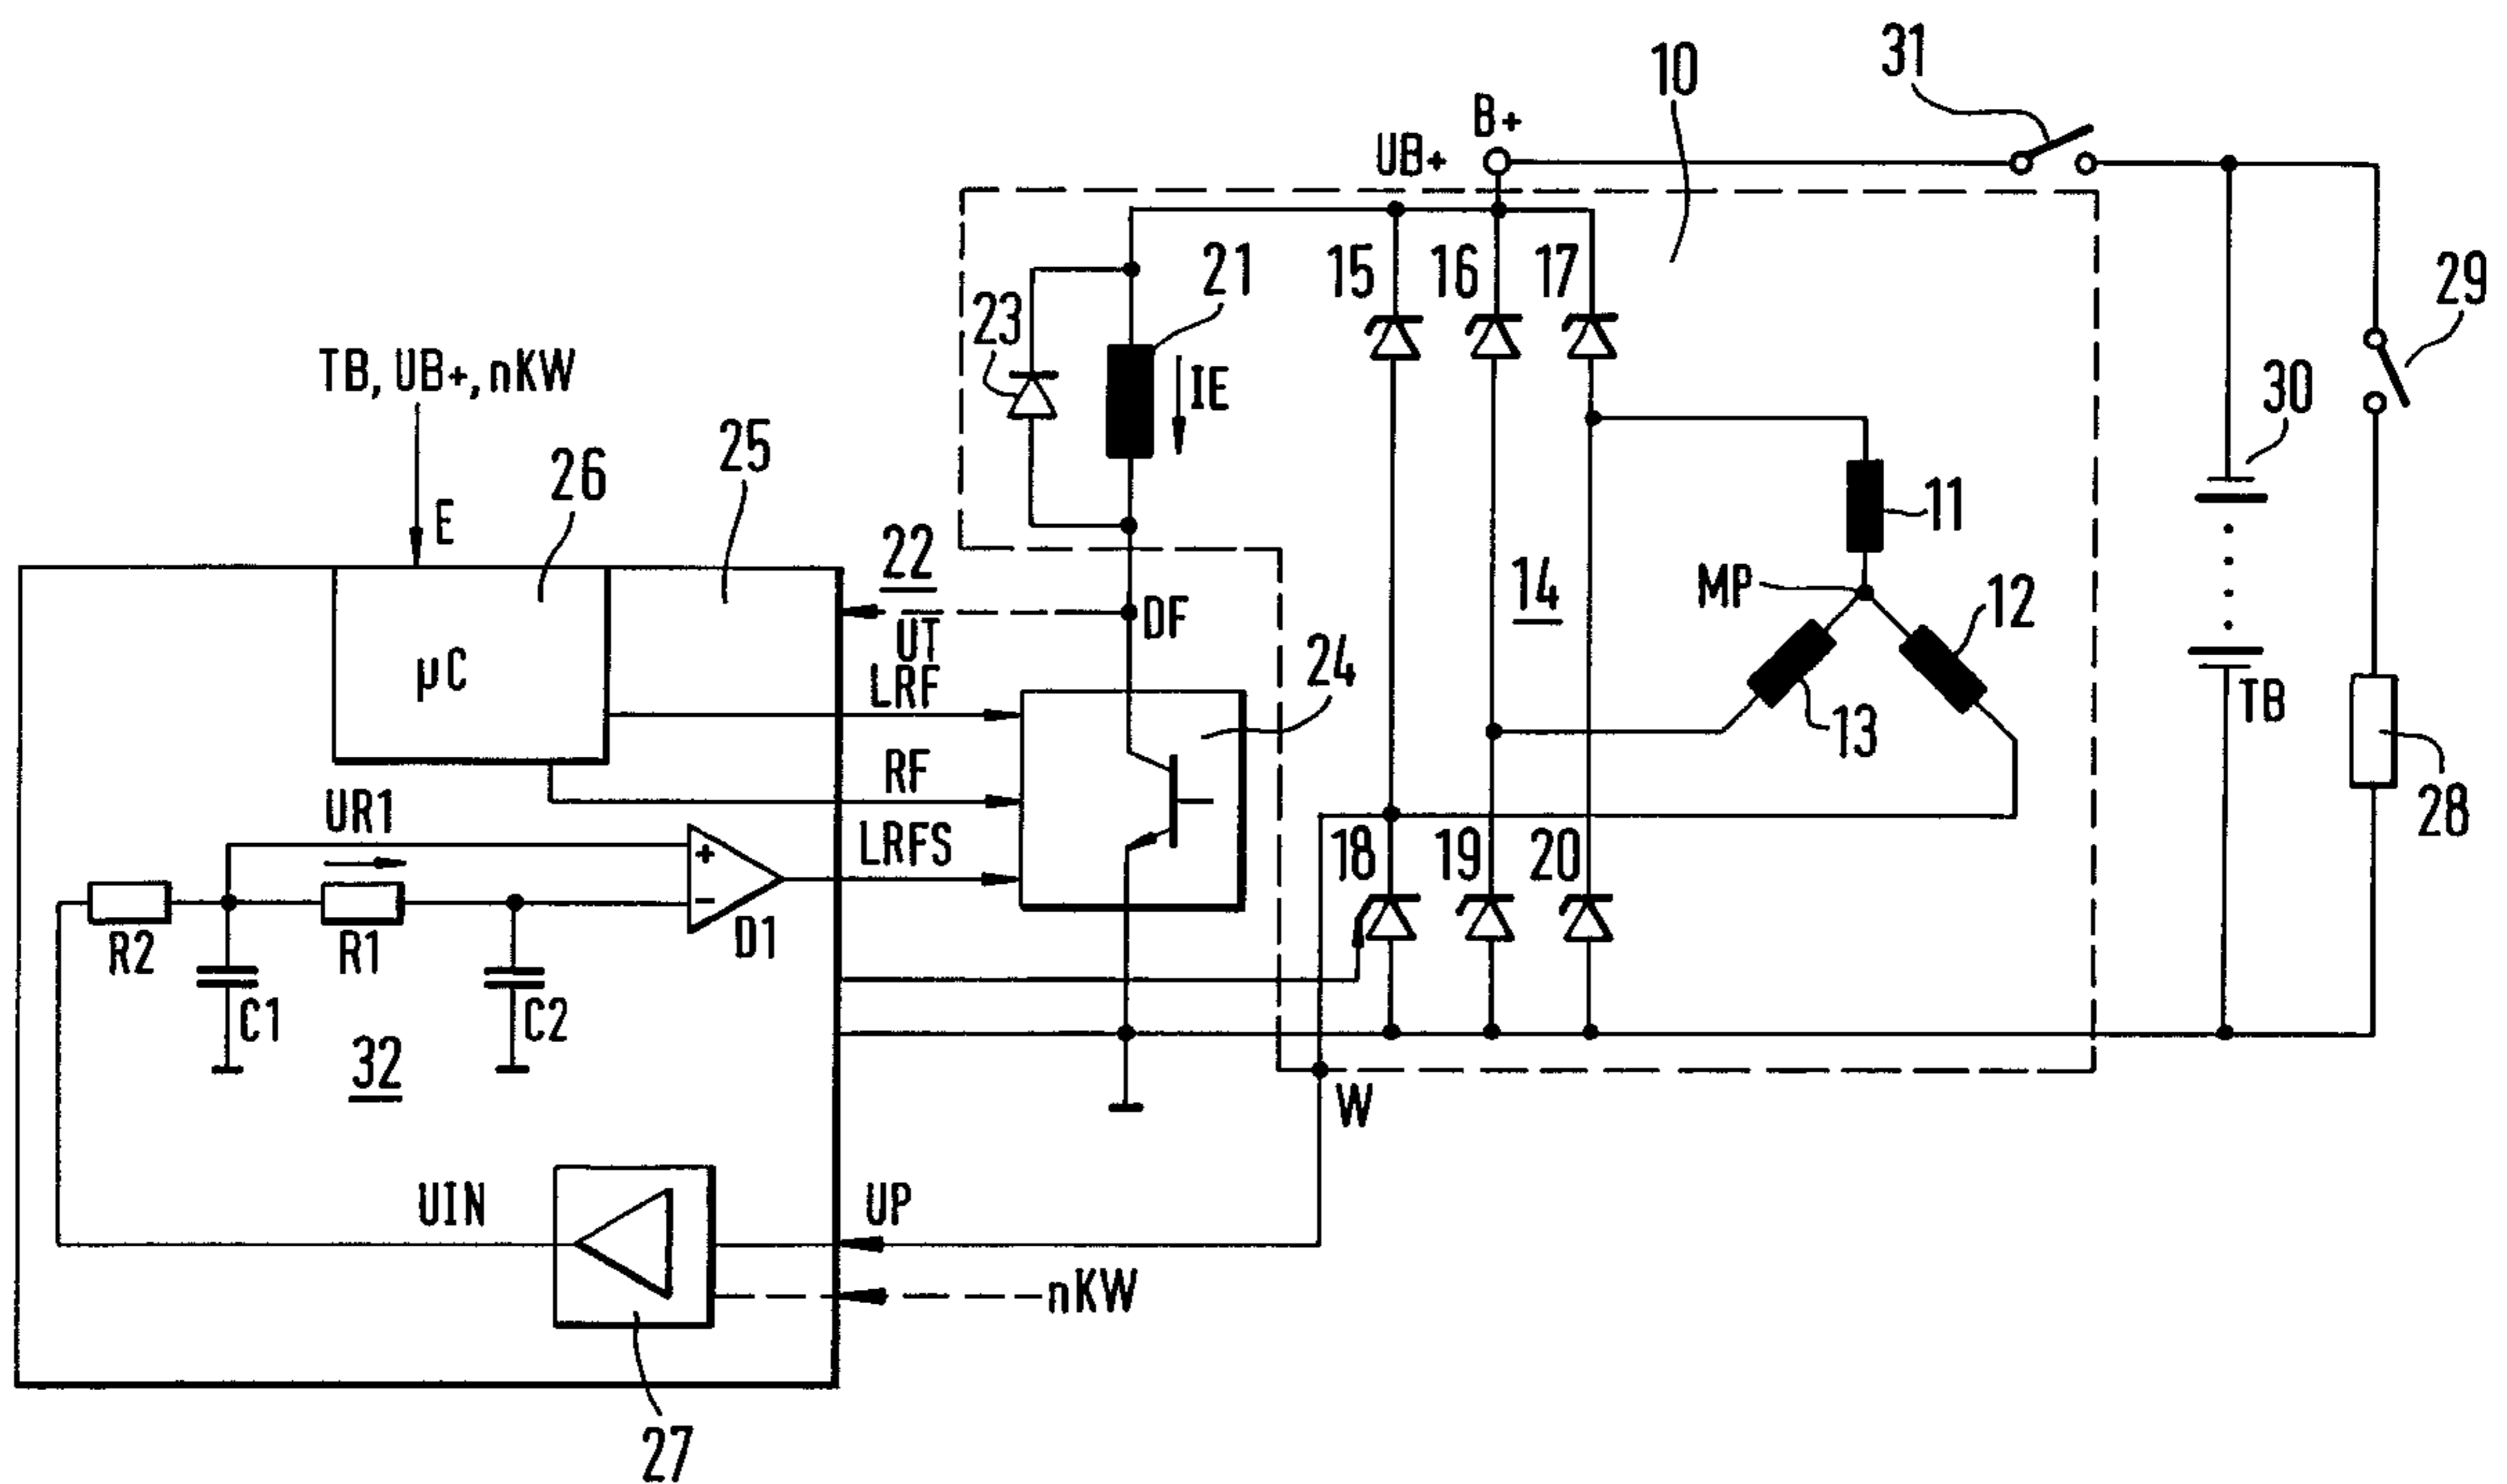 31
10
B+
UB+
21
15
16
17
29
23
TB, UB+, nKW
IE
30
25
26
E
11
22
14
MP
12
DF
UT
24
LRF
µC
TB
13
RF
28
UR1
LRFS
18
19
20
+
-
D1
R2
R1
C1
C2
32
W
UIN
UP
nKW
27